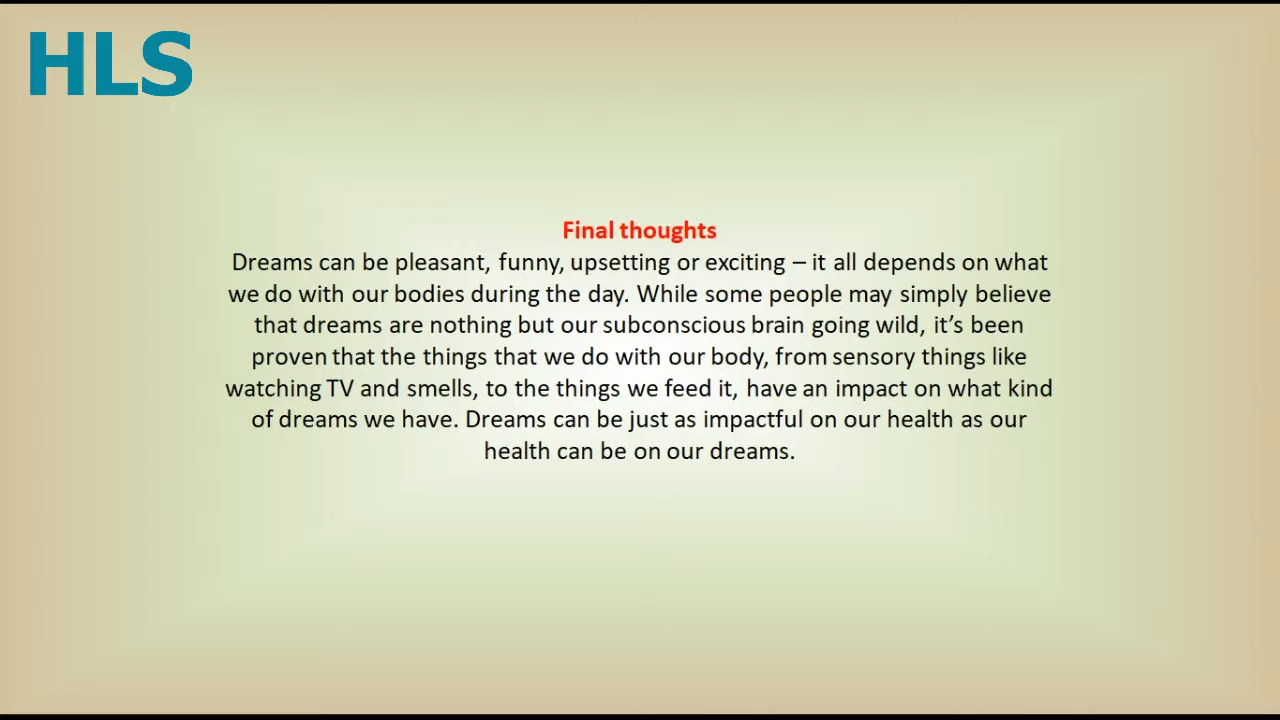 HLS
Final thoughts
Dreams can be pleasant, funny, upsetting or exciting – it all depends on what
we do with our bodies during the day. While some people may simply believe
that dreams are nothing but our subconscious brain going wild, it’s been
proven that the things that we do with our body, from sensory things like
watching TV and smells, to the things we feed it, have an impact on what kind
of dreams we have. Dreams can be just as impactful on our health as our
health can be on our dreams.